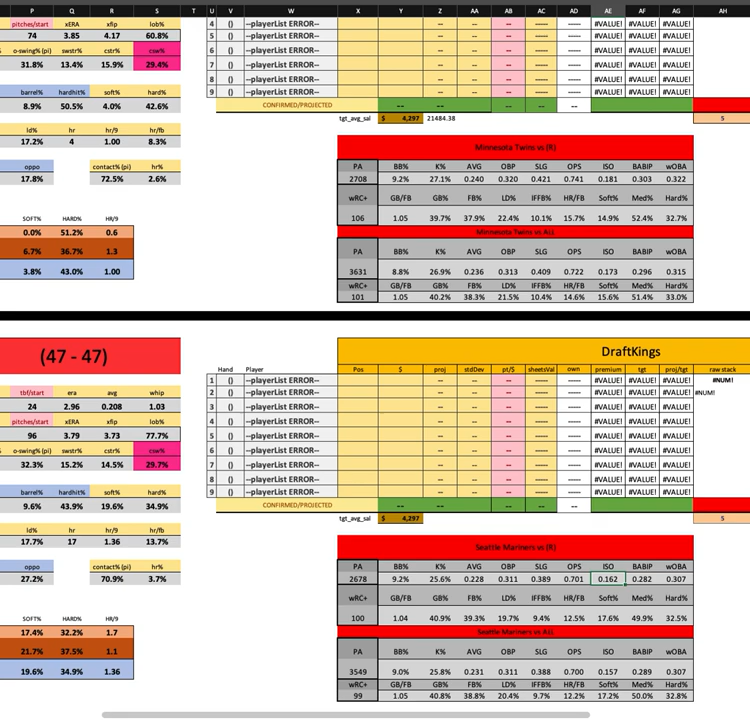 P Q R S T U V W X Y Z AA AB AC AD AE AF AG AH
pitches/start xERA xfip lob% 4 () --playerList ERROR-- -- -- -- ----- ----- #VALUE! #VALUE! #VALUE!
74 3.85 4.17 60.8% 5 () --playerList ERROR-- -- -- -- ----- ----- #VALUE! #VALUE! #VALUE!
o-swing% (pi) swstr% cstr% csw% 6 () --playerList ERROR-- -- -- -- ----- ----- #VALUE! #VALUE! #VALUE!
31.8% 13.4% 15.9% 29.4% 7 () --playerList ERROR-- -- -- -- ----- ----- #VALUE! #VALUE! #VALUE!
8 () --playerList ERROR-- -- -- -- ----- ----- #VALUE! #VALUE! #VALUE!
barrel% hardhit% soft% hard% 9 () --playerList ERROR-- -- -- -- ----- ----- #VALUE! #VALUE! #VALUE!
8.9% 50.5% 4.0% 42.6% CONFIRMED/PROJECTED -- -- -- -- --
tgt_avg_sal $ 4,297 21484.38 5
ld% hr hr/9 hr/fb
17.2% 4 1.00 8.3%
Minnesota Twins vs (R)
oppo contact% (pi) hr% PA BB% K% AVG OBP SLG OPS ISO BABIP wOBA
17.8% 72.5% 2.6% 2708 9.2% 27.1% 0.240 0.320 0.421 0.741 0.181 0.303 0.322
wRC+ GB/FB GB% FB% LD% IFFB% HR/FB Soft% Med% Hard%
SOFT% HARD% HR/9 106 1.05 39.7% 37.9% 22.4% 10.1% 15.7% 14.9% 52.4% 32.7%
0.0% 51.2% 0.6 Minnesota Twins vs ALL
6.7% 36.7% 1.3 PA BB% K% AVG OBP SLG OPS ISO BABIP wOBA
3.8% 43.0% 1.00 3631 8.8% 26.9% 0.236 0.313 0.409 0.722 0.173 0.296 0.315
wRC+ GB/FB GB% FB% LD% IFFB% HR/FB Soft% Med% Hard%
101 1.05 40.2% 38.3% 21.5% 10.4% 14.6% 15.6% 51.4% 33.0%
(47 - 47) DraftKings
Hand Player Pos $ proj stdDev pt/$ sheetsVal own premium tgt proj/tgt raw stack
1 () --playerList ERROR-- -- -- -- ----- ----- #VALUE! #VALUE! #VALUE! #NUM!
tbf/start era avg whip 2 () --playerList ERROR-- -- -- -- ----- ----- #VALUE! #VALUE! #VALUE! #NUM!
24 2.96 0.208 1.03 3 () --playerList ERROR-- -- -- -- ----- ----- #VALUE! #VALUE! #VALUE!
pitches/start xERA xfip lob% 4 () --playerList ERROR-- -- -- -- ----- ----- #VALUE! #VALUE! #VALUE!
96 3.79 3.73 77.7% 5 () --playerList ERROR-- -- -- -- ----- ----- #VALUE! #VALUE! #VALUE!
o-swing% (pi) swstr% cstr% csw% 6 () --playerList ERROR-- -- -- -- ----- ----- #VALUE! #VALUE! #VALUE!
32.3% 15.2% 14.5% 29.7% 7 () --playerList ERROR-- -- -- -- ----- ----- #VALUE! #VALUE! #VALUE!
8 () --playerList ERROR-- -- -- -- ----- ----- #VALUE! #VALUE! #VALUE!
barrel% hardhit% soft% hard% 9 () --playerList ERROR-- -- -- -- ----- ----- #VALUE! #VALUE! #VALUE!
9.6% 43.9% 19.6% 34.9% CONFIRMED/PROJECTED -- -- -- -- --
tgt_avg_sal $ 4,297 5
ld% hr hr/9 hr/fb
17.7% 17 1.36 13.7%
Seattle Mariners vs (R)
oppo contact% (pi) hr% PA BB% K% AVG OBP SLG OPS ISO BABIP wOBA
27.2% 70.9% 3.7% 2678 9.2% 25.6% 0.228 0.311 0.389 0.701 0.162 0.282 0.307
wRC+ GB/FB GB% FB% LD% IFFB% HR/FB Soft% Med% Hard%
SOFT% HARD% HR/9 100 1.04 40.9% 39.3% 19.7% 9.4% 12.5% 17.6% 49.9% 32.5%
17.4% 32.2% 1.7 Seattle Mariners vs ALL
21.7% 37.5% 1.1 PA BB% K% AVG OBP SLG OPS ISO BABIP wOBA
19.6% 34.9% 1.36 3549 9.0% 25.8% 0.231 0.311 0.388 0.700 0.157 0.289 0.307
wRC+ GB/FB GB% FB% LD% IFFB% HR/FB Soft% Med% Hard%
99 1.05 40.8% 38.8% 20.4% 9.7% 12.2% 17.2% 50.0% 32.8%